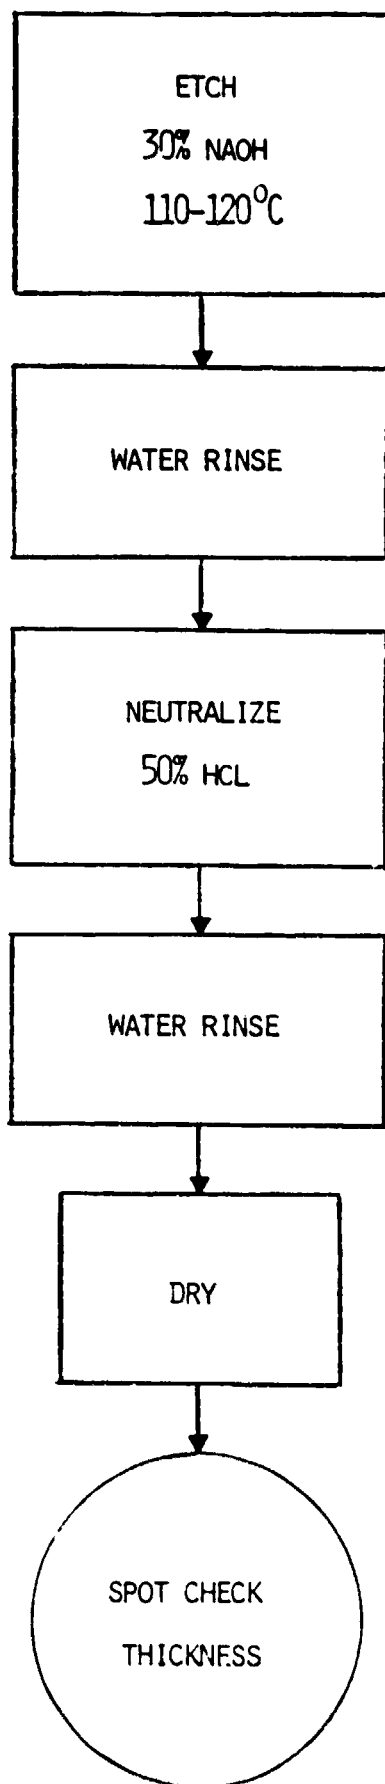 ETCH
30% NAOH
110-120°C
WATER RINSE
NEUTRALIZE
50% HCL
WATER RINSE
DRY
SPOT CHECK
THICKNESS